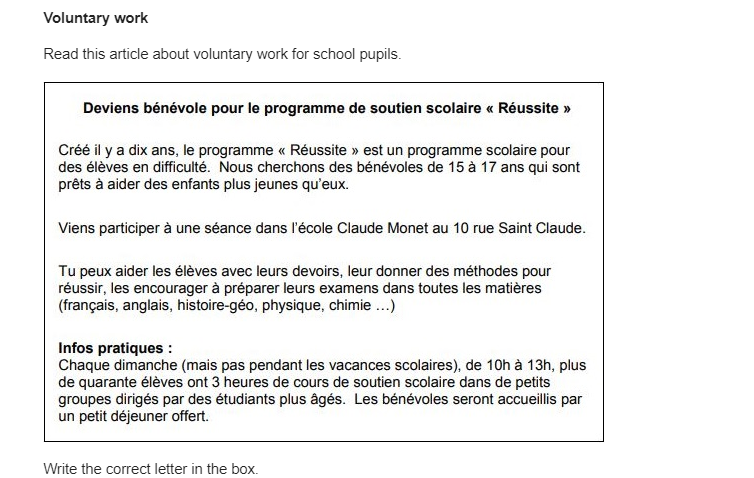 Voluntary work
Read this article about voluntary work for school pupils.
Deviens bénévole pour le programme de soutien scolaire « Réussite »
Créé il y a dix ans, le programme « Réussite » est un programme scolaire pour
des élèves en difficulté.  Nous cherchons des bénévoles de 15 à 17 ans qui sont
prêts à aider des enfants plus jeunes qu'eux.
Viens participer à une séance dans l'école Claude Monet au 10 rue Saint Claude.
Tu peux aider les élèves avec leurs devoirs, leur donner des méthodes pour
réussir, les encourager à préparer leurs examens dans toutes les matières
(français, anglais, histoire-géo, physique, chimie …)
Infos pratiques :
Chaque dimanche (mais pas pendant les vacances scolaires), de 10h à 13h, plus
de quarante élèves ont 3 heures de cours de soutien scolaire dans de petits
groupes dirigés par des étudiants plus âgés.  Les bénévoles seront accueillis par
un petit déjeuner offert.
Write the correct letter in the box.